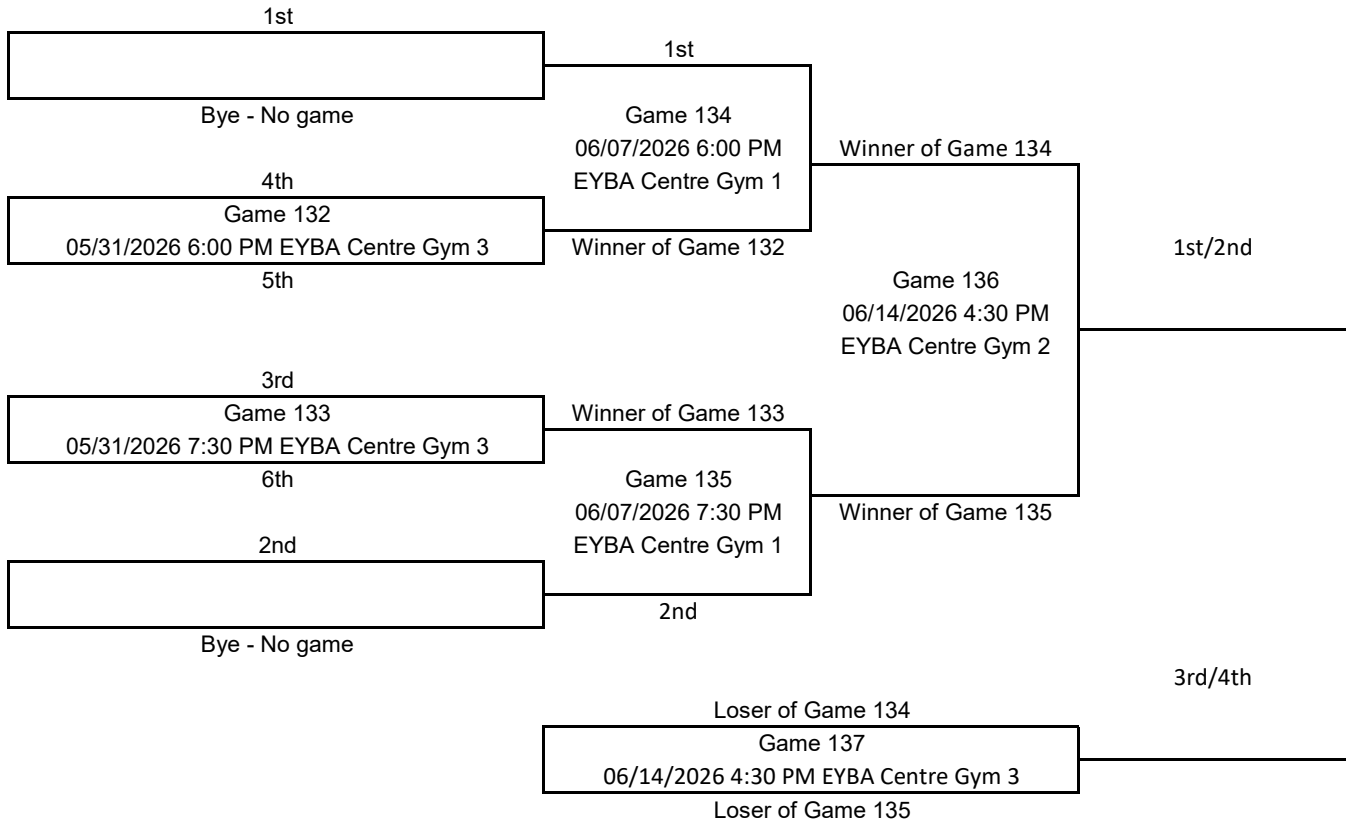 1st
Bye - No game
4th
Game 132
05/31/2026 6:00 PM EYBA Centre Gym 3
5th
3rd
Game 133
05/31/2026 7:30 PM EYBA Centre Gym 3
6th
2nd
Bye - No game
1st
Game 134
06/07/2026 6:00 PM
EYBA Centre Gym 1
Winner of Game 132
Winner of Game 133
Game 135
06/07/2026 7:30 PM
EYBA Centre Gym 1
2nd
Winner of Game 134
Game 136
06/14/2026 4:30 PM
EYBA Centre Gym 2
Winner of Game 135
1st/2nd
Loser of Game 134
Game 137
06/14/2026 4:30 PM EYBA Centre Gym 3
Loser of Game 135
3rd/4th